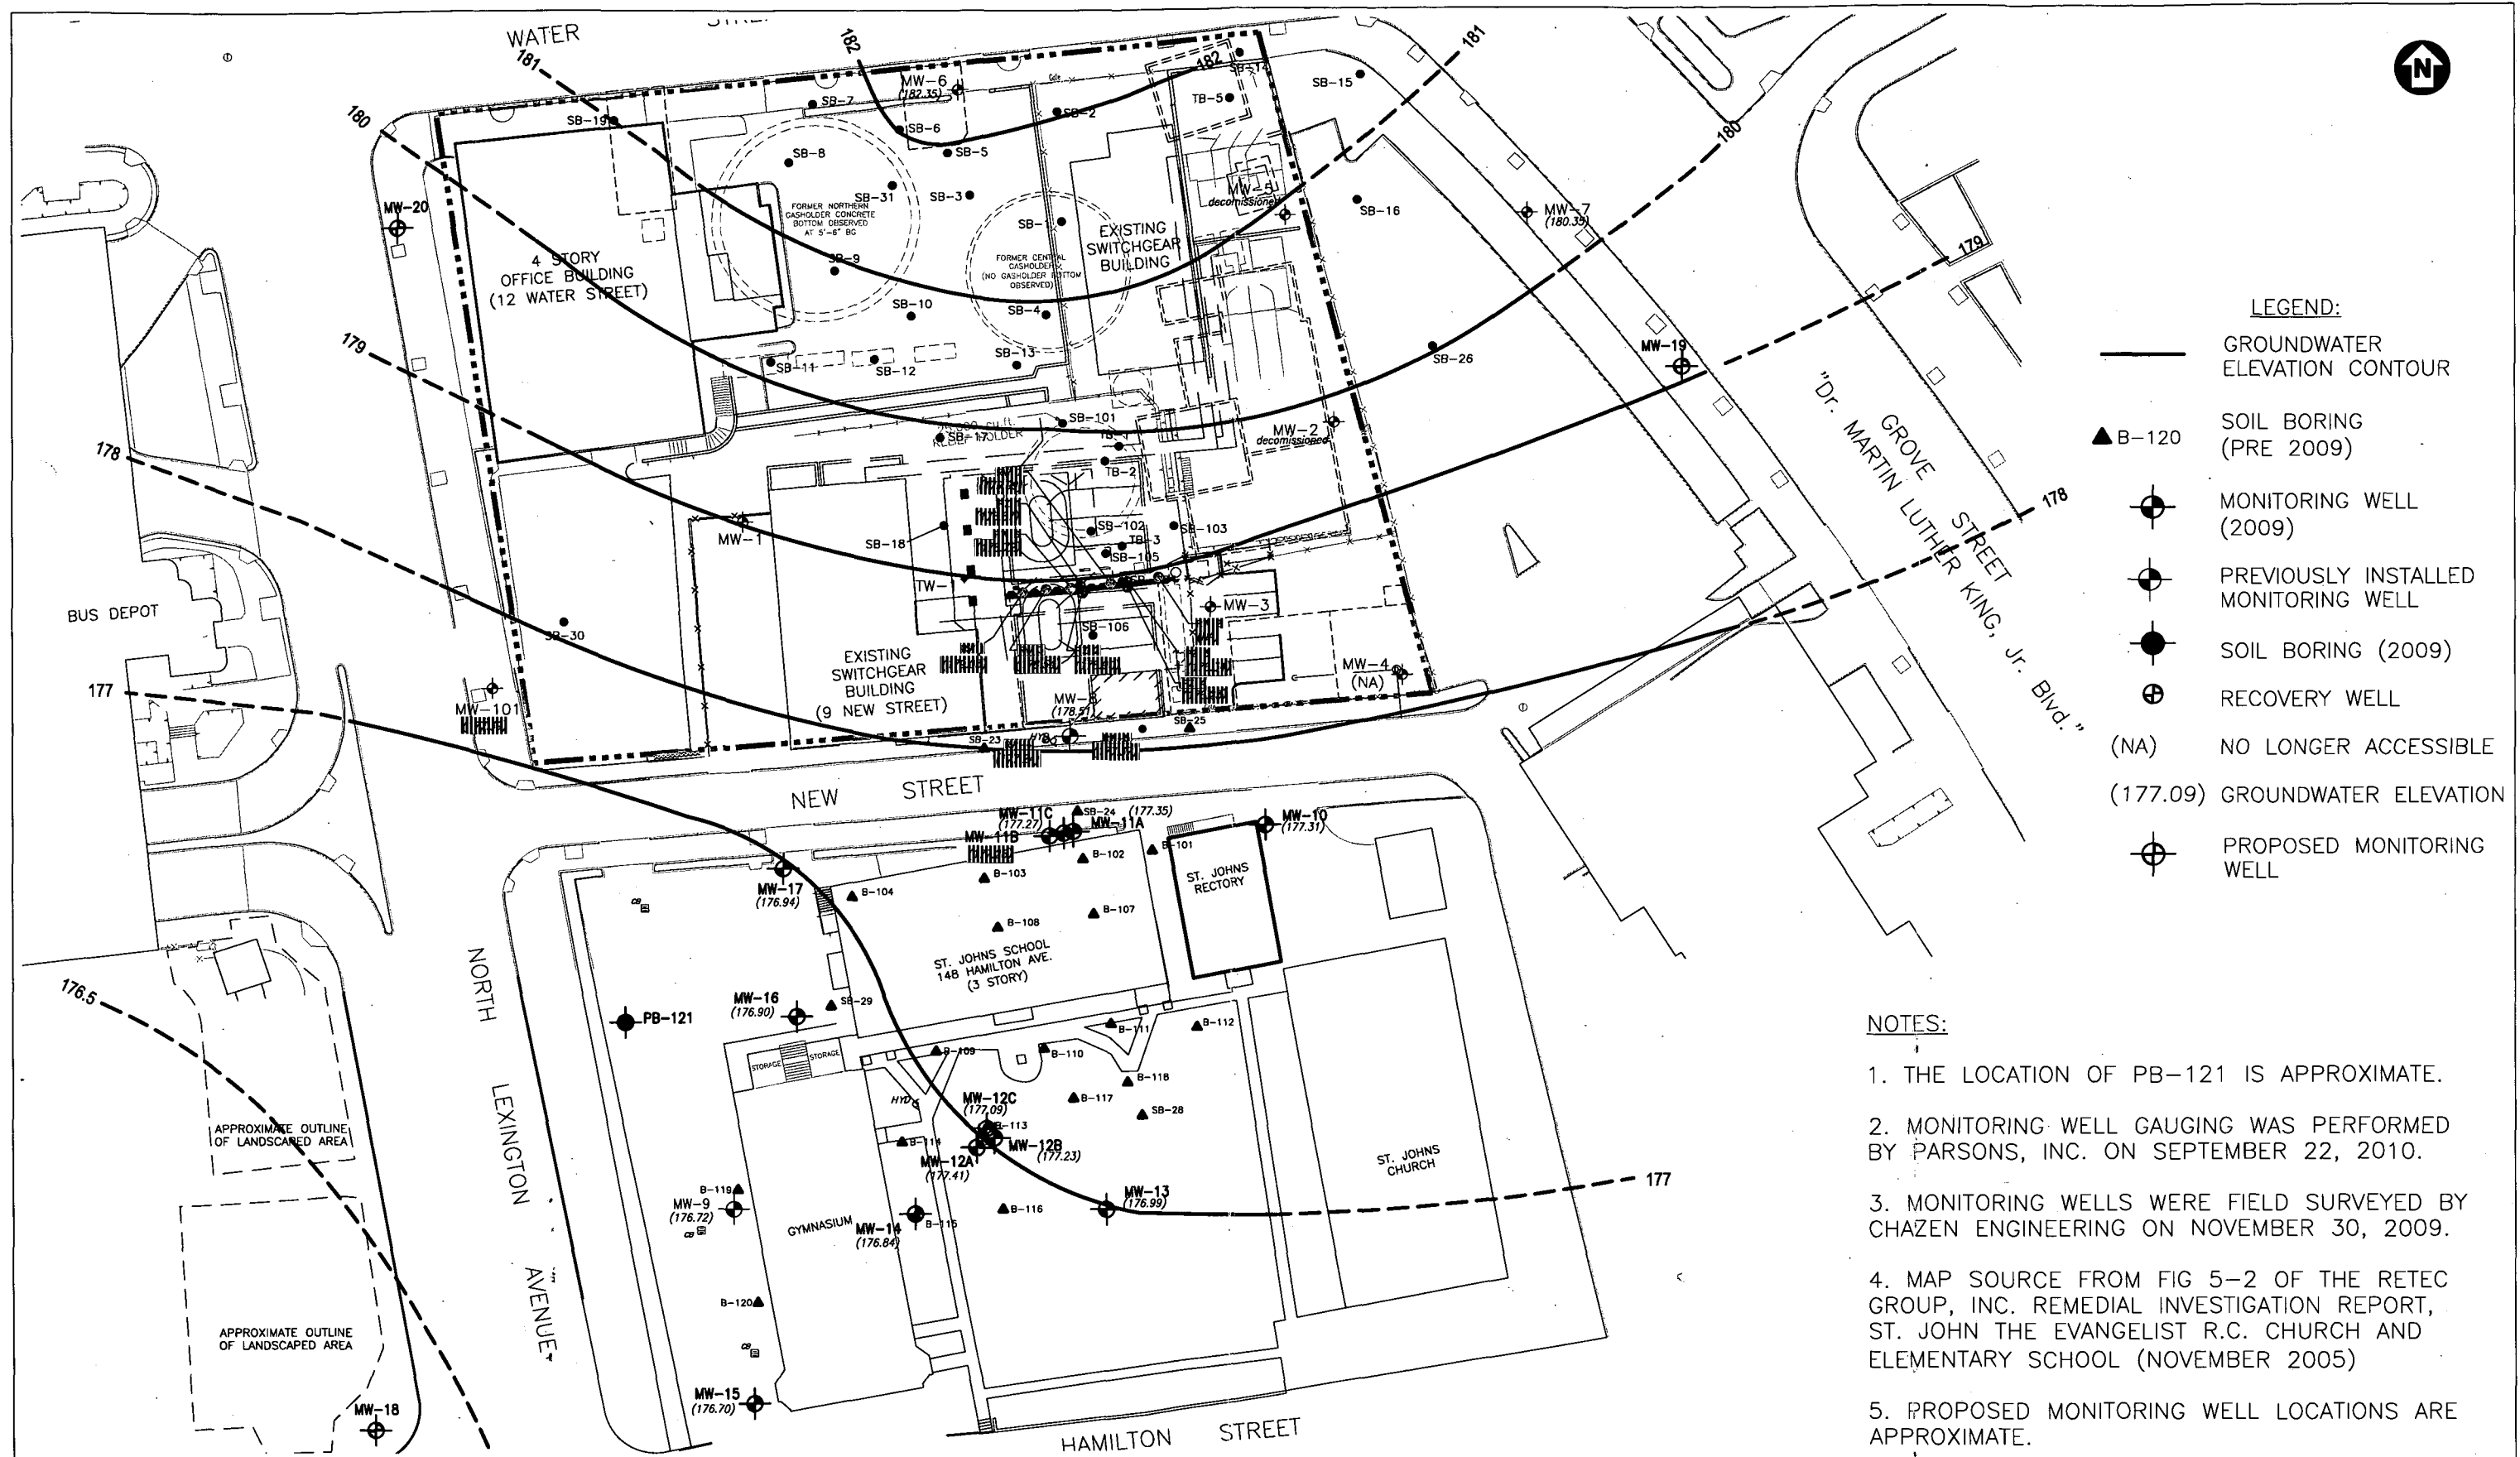 WATER
182
181
181
182
180
180
179
179
178
178
177
177
176.5
N
MW-6
(182.35)
SB-7
SB-19
SB-6
SB-2
SB-14
SB-15
TB-5
SB-8
SB-5
SB-31
SB-3
SB-1
MW-5
decomissioned
SB-16
MW-7
(180.35)
MW-20
FORMER NORTHERN
GASHOLDER CONCRETE
BOTTOM OBSERVED
AT 5'-6" BG
EXISTING
SWITCHGEAR
BUILDING
4 STORY
OFFICE BUILDING
(12 WATER STREET)
SB-9
FORMER CENTRAL
GASHOLDER
(NO GASHOLDER BOTTOM
OBSERVED)
SB-10
SB-4
SB-11
SB-12
SB-13
SB-26
MW-19
SB-101
SB-17
HOLDER
MW-2
decomissioned
TB-2
MW-1
SB-18
SB-102
SB-103
TB-3
SB-105
TW-
MW-3
SB-106
SB-30
BUS DEPOT
EXISTING
SWITCHGEAR
BUILDING
(9 NEW STREET)
MW-4
(NA)
MW-8
(178.51)
MW-101
SB-25
SB-23
HYD
NEW STREET
MW-11C
(177.27)
SB-24
(177.35)
MW-11A
MW-11B
MW-10
(177.31)
B-101
B-102
B-103
B-104
MW-17
(176.94)
ST. JOHNS
RECTORY
B-107
B-108
CB
ST. JOHNS SCHOOL
148 HAMILTON AVE.
(3 STORY)
MW-16
(176.90)
SB-29
PB-121
B-111
B-112
B-109
B-110
STORAGE
STORAGE
B-118
B-117
SB-28
HYD
MW-12C
(177.09)
B-113
B-114
MW-12B
(177.23)
MW-12A
(177.41)
ST. JOHNS
CHURCH
B-119
MW-9
(176.72)
CB
GYMNASIUM
MW-14
(176.84)
B-115
B-116
MW-13
(176.99)
B-120
CB
MW-15
(176.70)
MW-18
APPROXIMATE OUTLINE
OF LANDSCAPED AREA
APPROXIMATE OUTLINE
OF LANDSCAPED AREA
NORTH LEXINGTON AVENUE
HAMILTON STREET
GROVE STREET
"Dr. MARTIN LUTHER KING, Jr. Blvd."
LEGEND:
GROUNDWATER
ELEVATION CONTOUR
B-120
SOIL BORING
(PRE 2009)
MONITORING WELL
(2009)
PREVIOUSLY INSTALLED
MONITORING WELL
SOIL BORING (2009)
RECOVERY WELL
(NA) NO LONGER ACCESSIBLE
(177.09) GROUNDWATER ELEVATION
PROPOSED MONITORING
WELL
NOTES:
1. THE LOCATION OF PB-121 IS APPROXIMATE.
2. MONITORING WELL GAUGING WAS PERFORMED
BY PARSONS, INC. ON SEPTEMBER 22, 2010.
3. MONITORING WELLS WERE FIELD SURVEYED BY
CHAZEN ENGINEERING ON NOVEMBER 30, 2009.
4. MAP SOURCE FROM FIG 5-2 OF THE RETEC
GROUP, INC. REMEDIAL INVESTIGATION REPORT,
ST. JOHN THE EVANGELIST R.C. CHURCH AND
ELEMENTARY SCHOOL (NOVEMBER 2005)
5. PROPOSED MONITORING WELL LOCATIONS ARE
APPROXIMATE.